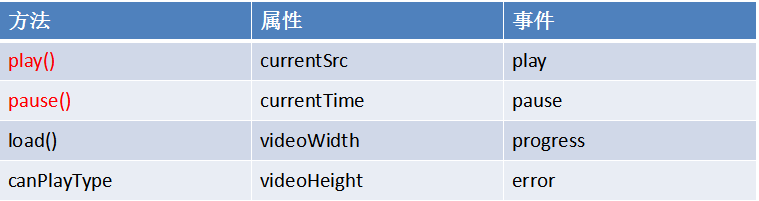 方法 属性 事件
play() currentSrc play
pause() currentTime pause
load() videoWidth progress
canPlayType videoHeight error